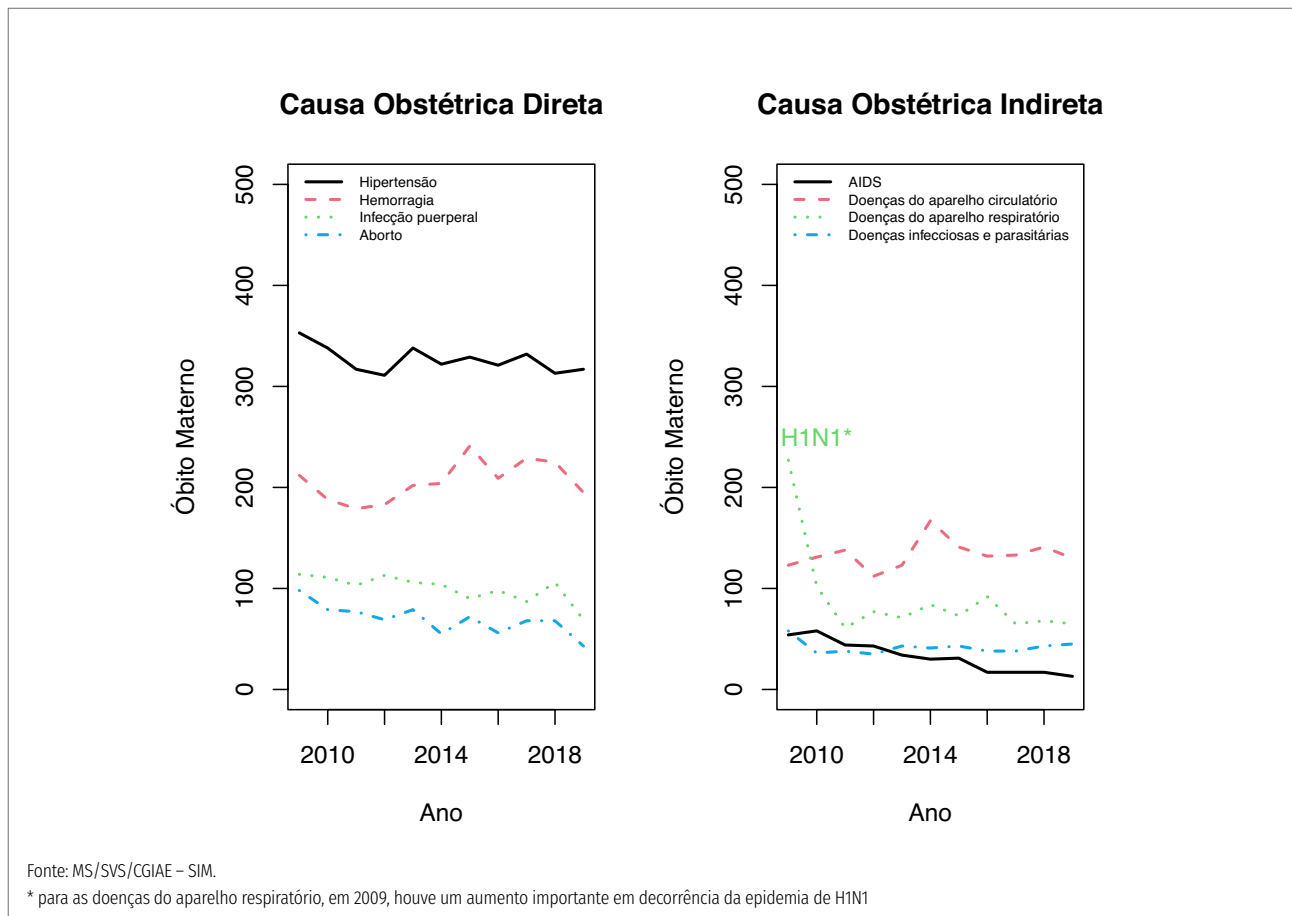 Causa Obstétrica Direta
Hipertensão
Hemorragia
Infecção puerperal
Aborto
500
400
300
200
100
0
Óbito Materno
2010
2014
2018
Ano
Causa Obstétrica Indireta
AIDS
Doenças do aparelho circulatório
Doenças do aparelho respiratório
Doenças infecciosas e parasitárias
500
400
300
200
100
0
H1N1*
Óbito Materno
2010
2014
2018
Ano
Fonte: MS/SVS/CGIAE – SIM.
* para as doenças do aparelho respiratório, em 2009, houve um aumento importante em decorrência da epidemia de H1N1